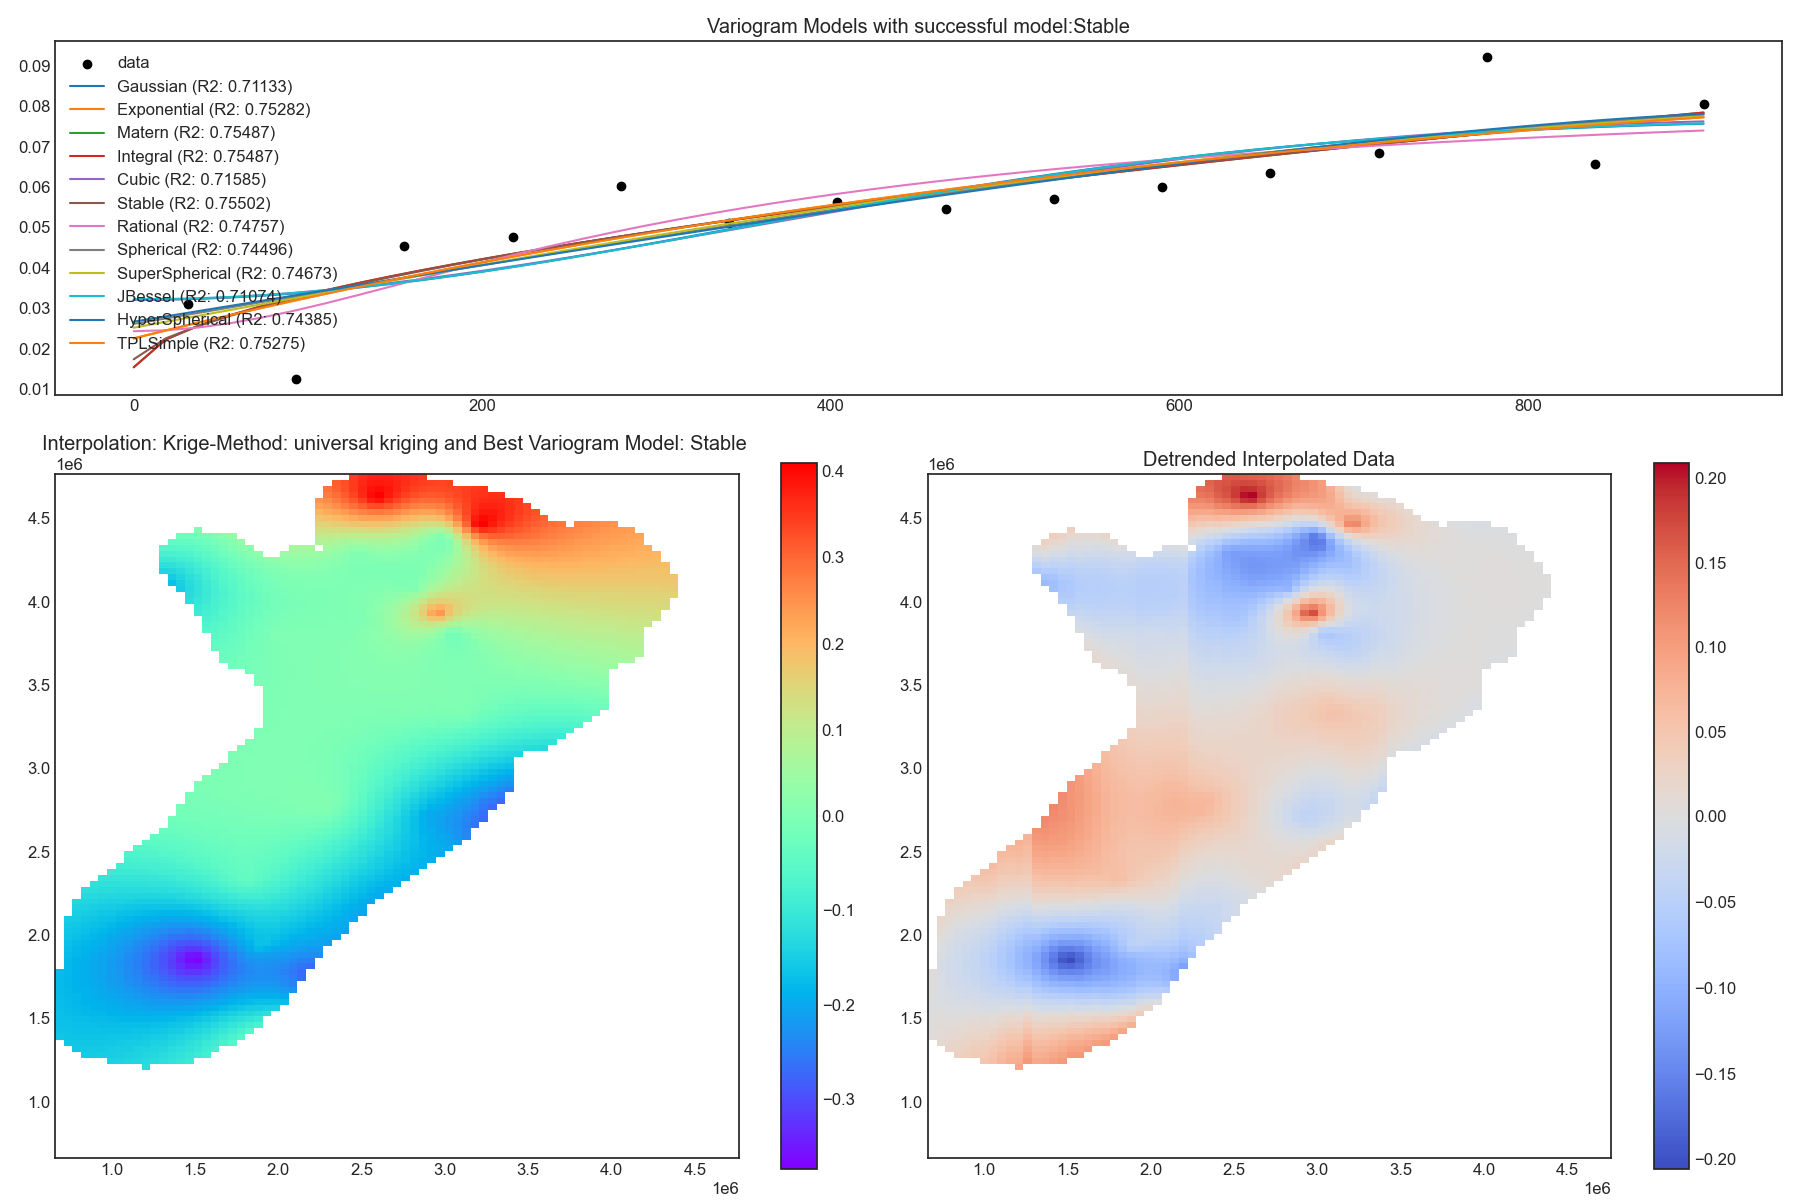 Variogram Models with successful model:Stable
0.09
0.08
0.07
0.06
0.05
0.04
0.03
0.02
0.01
data
Gaussian (R2: 0.71133)
Exponential (R2: 0.75282)
Matern (R2: 0.75487)
Integral (R2: 0.75487)
Cubic (R2: 0.71585)
Stable (R2: 0.75502)
Rational (R2: 0.74757)
Spherical (R2: 0.74496)
SuperSpherical (R2: 0.74673)
JBessel (R2: 0.71074)
HyperSpherical (R2: 0.74385)
TPLSimple (R2: 0.75275)
0 200 400 600 800
Interpolation: Krige-Method: universal kriging and Best Variogram Model: Stable
1e6
4.5
4.0
3.5
3.0
2.5
2.0
1.5
1.0
1.0 1.5 2.0 2.5 3.0 3.5 4.0 4.5
1e6
0.4
0.3
0.2
0.1
0.0
−0.1
−0.2
−0.3
Detrended Interpolated Data
1e6
4.5
4.0
3.5
3.0
2.5
2.0
1.5
1.0
1.0 1.5 2.0 2.5 3.0 3.5 4.0 4.5
1e6
0.20
0.15
0.10
0.05
0.00
−0.05
−0.10
−0.15
−0.20